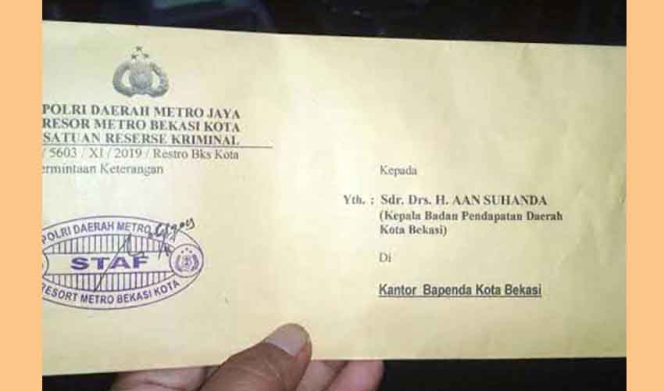 POLRI DAERAH METRO JAYA
RESOR METRO BEKASI KOTA
SATUAN RESERSE KRIMINAL
/ 5603 / XI / 2019 / Restro Bks Kota
ermintaan Keterangan
POLRI DAERAH METRO
STAF
RESORT METRO BEKASI KOTA
Kepada
Yth. : Sdr. Drs. H. AAN SUHANDA
(Kepala Badan Pendapatan Daerah
Kota Bekasi)
Di
Kantor Bapenda Kota Bekasi